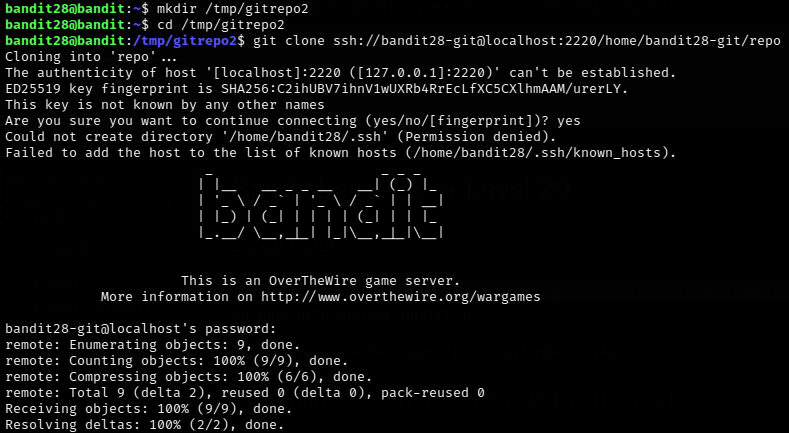 bandit28@bandit:~$ mkdir /tmp/gitrepo2
bandit28@bandit:~$ cd /tmp/gitrepo2
bandit28@bandit:/tmp/gitrepo2$ git clone ssh://bandit28-git@localhost:2220/home/bandit28-git/repo
Cloning into 'repo'...
The authenticity of host '[localhost]:2220 ([127.0.0.1]:2220)' can't be established.
ED25519 key fingerprint is SHA256:C2ihUBV7ihnV1wUXRb4RrEcLfXC5CXlhmAAM/urerLY.
This key is not known by any other names
Are you sure you want to continue connecting (yes/no/[fingerprint])? yes
Could not create directory '/home/bandit28/.ssh' (Permission denied).
Failed to add the host to the list of known hosts (/home/bandit28/.ssh/known_hosts).
bandit
This is an OverTheWire game server.
More information on http://www.overthewire.org/wargames
bandit28-git@localhost's password:
remote: Enumerating objects: 9, done.
remote: Counting objects: 100% (9/9), done.
remote: Compressing objects: 100% (6/6), done.
remote: Total 9 (delta 2), reused 0 (delta 0), pack-reused 0
Receiving objects: 100% (9/9), done.
Resolving deltas: 100% (2/2), done.